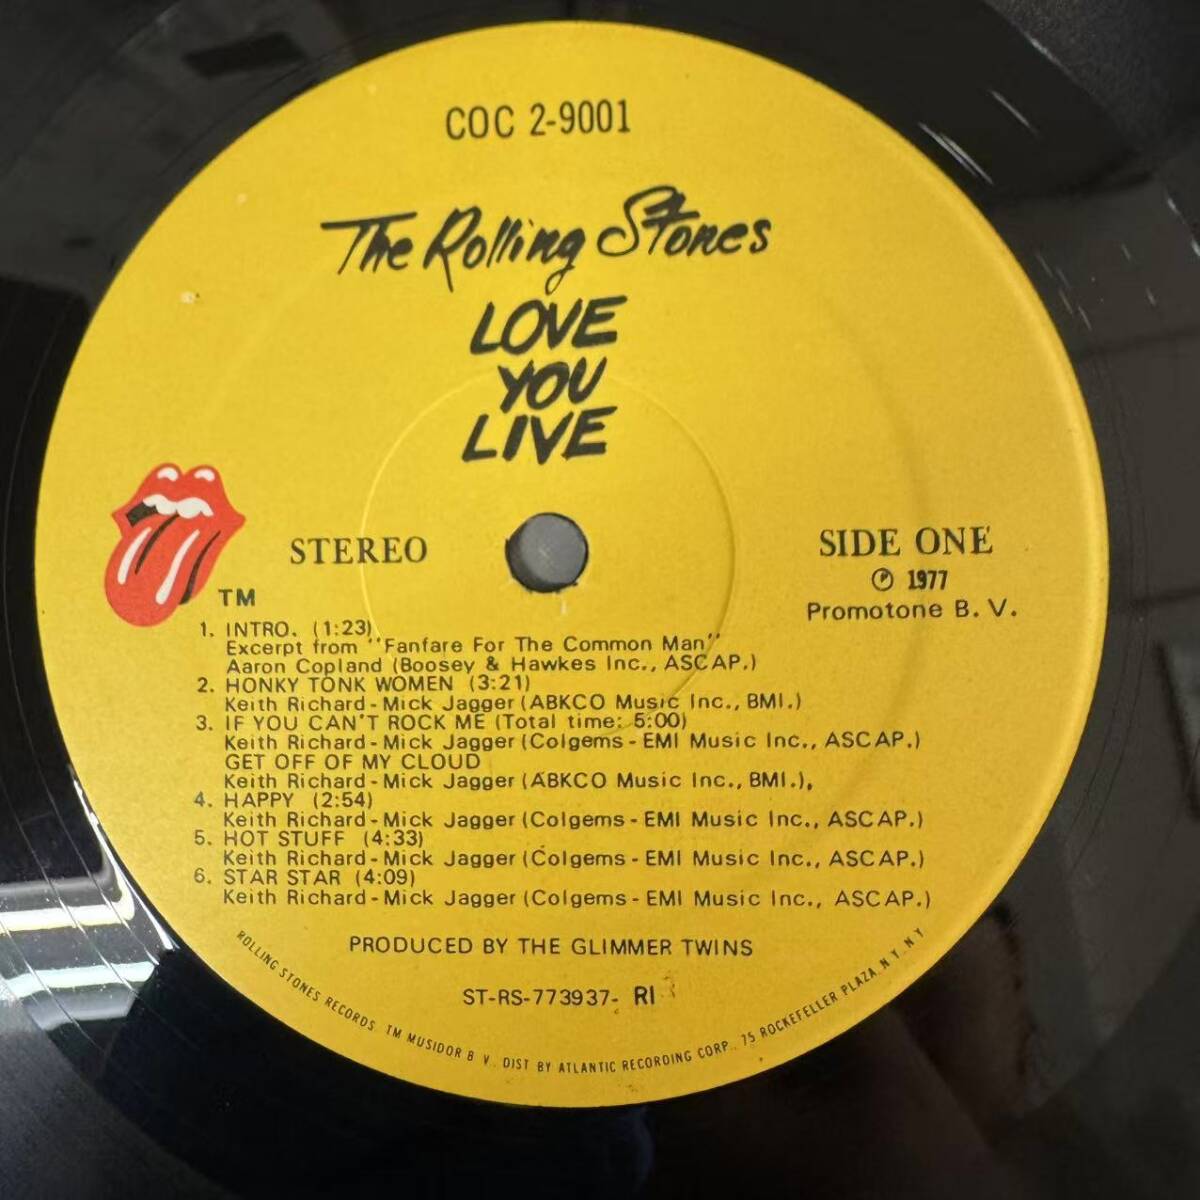 COC 2-9001
The Rolling Stones
LOVE
YOU
LIVE
STEREO
SIDE ONE
℗ 1977
Promotone B. V.
TM
1. INTRO. (1:23)
Excerpt from "Fanfare For The Common Man"
Aaron Copland (Boosey & Hawkes Inc., ASCAP.)
2. HONKY TONK WOMEN (3:21)
Keith Richard - Mick Jagger (ABKCO Music Inc., BMI.)
3. IF YOU CAN'T ROCK ME (Total time: 5:00)
Keith Richard - Mick Jagger (Colgems - EMI Music Inc., ASCAP.)
GET OFF OF MY CLOUD
Keith Richard - Mick Jagger (ABKCO Music Inc., BMI.),
4. HAPPY (2:54)
Keith Richard - Mick Jagger (Colgems - EMI Music Inc., ASCAP.)
5. HOT STUFF (4:33)
Keith Richard - Mick Jagger (Colgems - EMI Music Inc., ASCAP.)
6. STAR STAR (4:09)
Keith Richard - Mick Jagger (Colgems - EMI Music Inc., ASCAP.)
PRODUCED BY THE GLIMMER TWINS
ST-RS-773937- RI
ROLLING STONES RECORDS. TM MUSIDOR B V. DIST BY ATLANTIC RECORDING CORP., 75 ROCKEFELLER PLAZA, N.Y., N.Y.